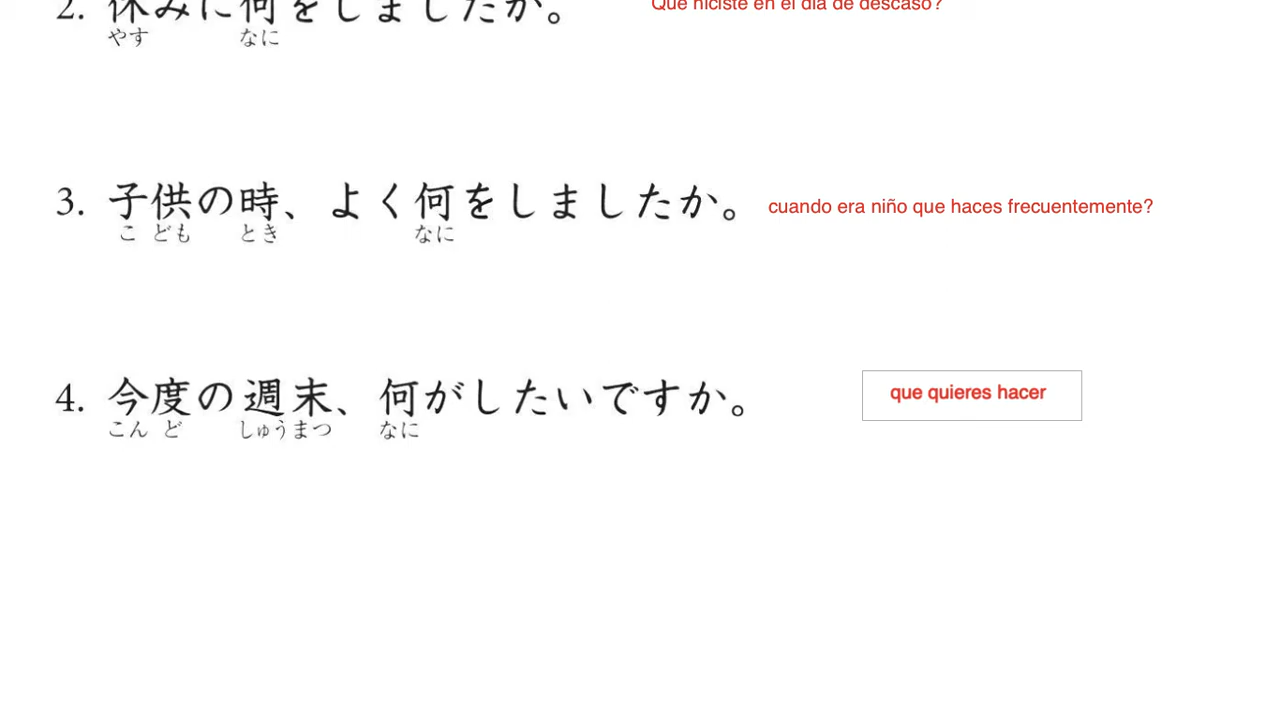 2. 休みに何をしましたか。 Que hiciste en el dia de descaso?
やす なに
3. 子供の時、よく何をしましたか。 cuando era niño que haces frecuentemente?
こ ども とき なに
4. 今度の週末、何がしたいですか。 que quieres hacer
こん ど しゅうまつ なに